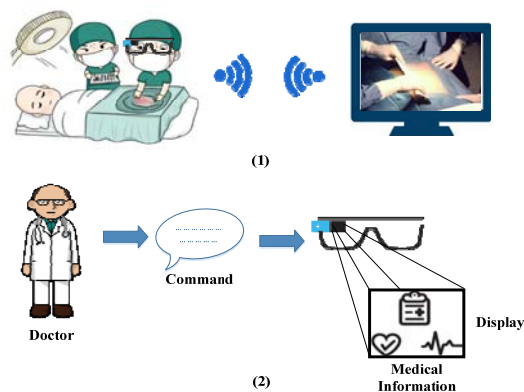 (1)
Command
Doctor
Display
Medical
Information
(2)